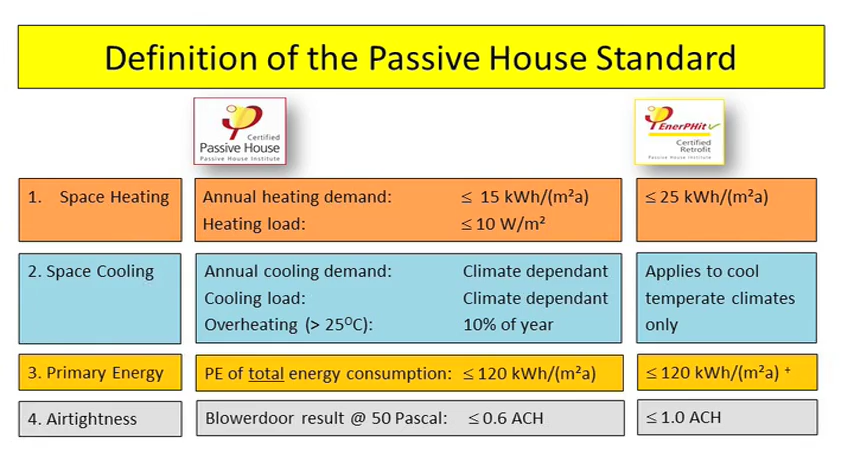 Definition of the Passive House Standard
Certified
Passive House
Passive House Institute
EnerPHit
Certified
Retrofit
Passive House Institute
1. Space Heating
Annual heating demand: ≤ 15 kWh/(m²a)
Heating load: ≤ 10 W/m²
≤ 25 kWh/(m²a)
2. Space Cooling
Annual cooling demand: Climate dependant
Cooling load: Climate dependant
Overheating (> 25ᴼC): 10% of year
Applies to cool
temperate climates
only
3. Primary Energy
PE of total energy consumption: ≤ 120 kWh/(m²a)
≤ 120 kWh/(m²a) ⁺
4. Airtightness
Blowerdoor result @ 50 Pascal: ≤ 0.6 ACH
≤ 1.0 ACH